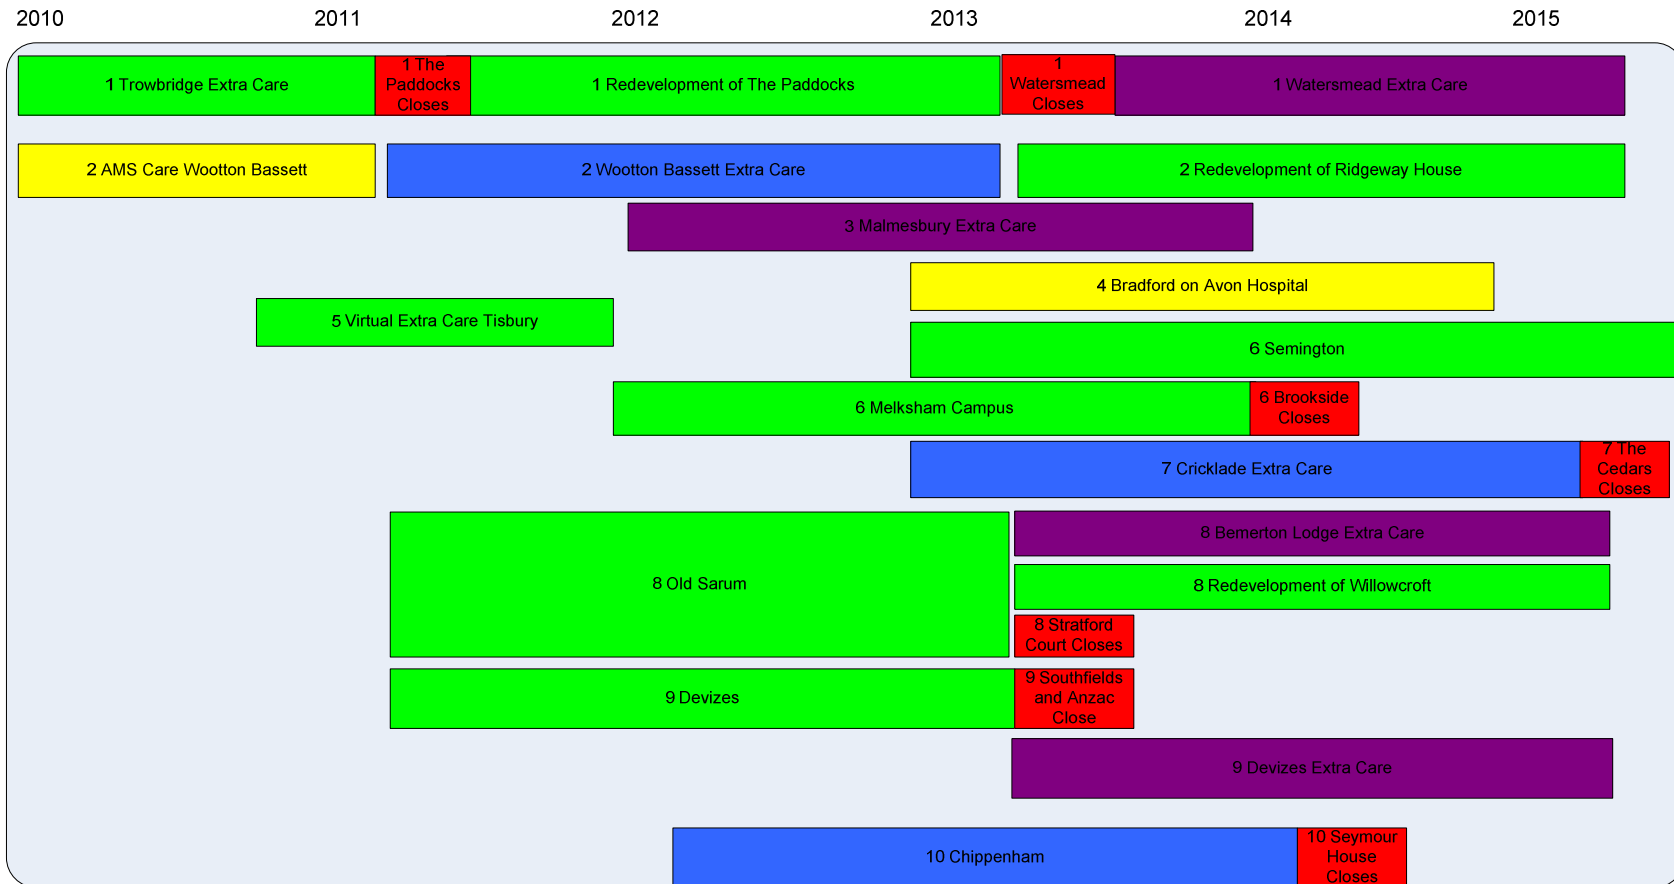 2010 2011 2012 2013 2014 2015
1 Trowbridge Extra Care
1 The
Paddocks
Closes
1 Redevelopment of The Paddocks
1
Watersmead
Closes
1 Watersmead Extra Care
2 AMS Care Wootton Bassett
2 Wootton Bassett Extra Care
2 Redevelopment of Ridgeway House
3 Malmesbury Extra Care
4 Bradford on Avon Hospital
5 Virtual Extra Care Tisbury
6 Semington
6 Melksham Campus
6 Brookside
Closes
7 Cricklade Extra Care
7 The
Cedars
Closes
8 Old Sarum
8 Bemerton Lodge Extra Care
8 Redevelopment of Willowcroft
8 Stratford
Court Closes
9 Devizes
9 Southfields
and Anzac
Close
9 Devizes Extra Care
10 Chippenham
10 Seymour
House
Closes